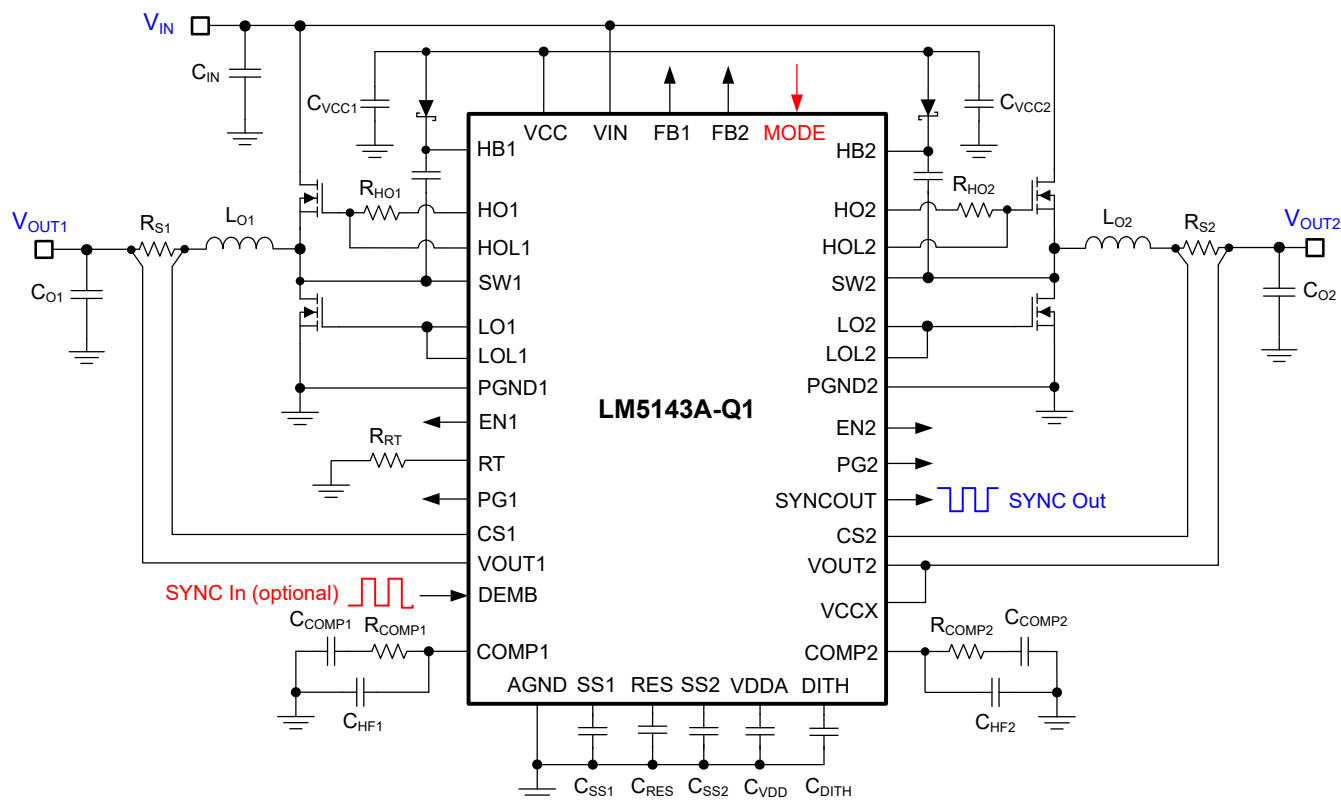 VIN
CIN
CVCC1
CVCC2
VCC
VIN
FB1
FB2
MODE
HB1
HB2
RHO1
RHO2
HO1
HO2
HOL1
HOL2
VOUT1
RS1
LO1
LO2
RS2
VOUT2
SW1
SW2
CO1
CO2
LO1
LO2
LOL1
LOL2
PGND1
PGND2
LM5143A-Q1
EN1
EN2
RRT
RT
PG2
PG1
SYNCOUT
SYNC Out
CS1
CS2
VOUT1
VOUT2
SYNC In (optional)
DEMB
VCCX
CCOMP1
RCOMP1
RCOMP2
CCOMP2
COMP1
COMP2
AGND
SS1
RES
SS2
VDDA
DITH
CHF1
CHF2
CSS1
CRES
CSS2
CVDD
CDITH